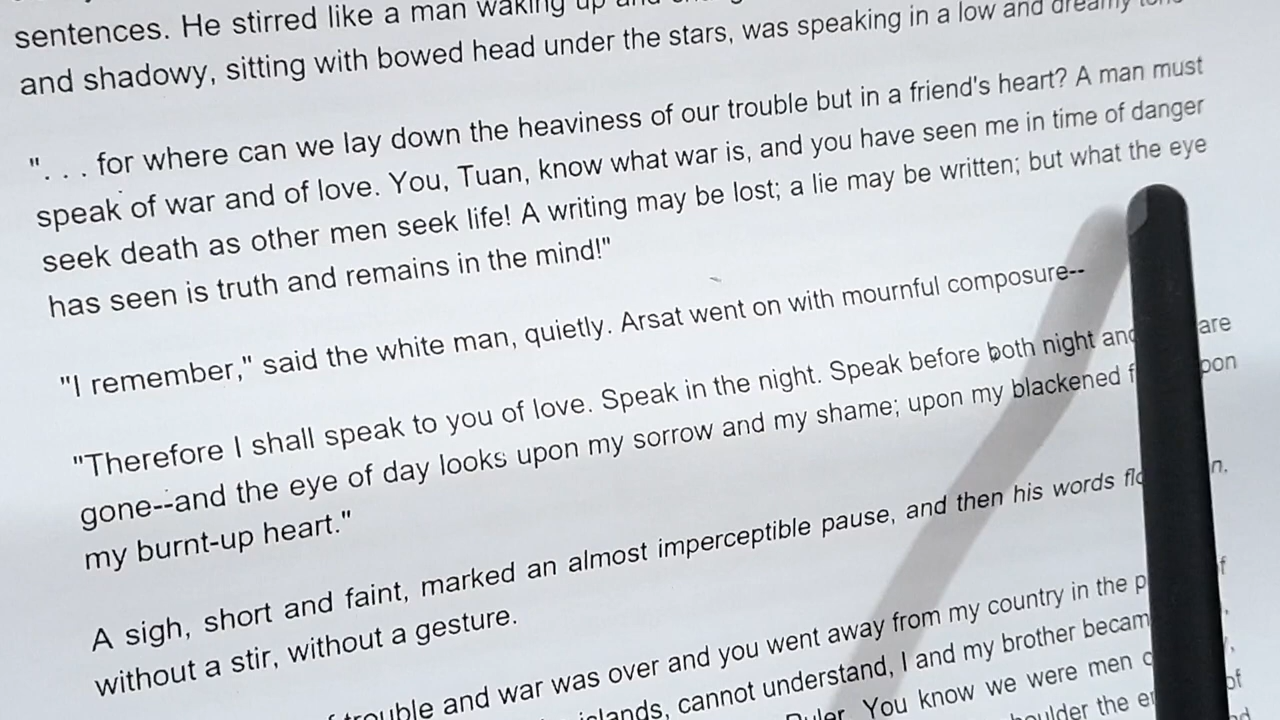 sentences. He stirred like a man waking up and
and shadowy, sitting with bowed head under the stars, was speaking in a low and dreamy tone
". . . for where can we lay down the heaviness of our trouble but in a friend's heart? A man must
speak of war and of love. You, Tuan, know what war is, and you have seen me in time of danger
seek death as other men seek life! A writing may be lost; a lie may be written; but what the eye
has seen is truth and remains in the mind!"
"I remember," said the white man, quietly. Arsat went on with mournful composure--
"Therefore I shall speak to you of love. Speak in the night. Speak before both night and are
gone--and the eye of day looks upon my sorrow and my shame; upon my blackened
my burnt-up heart."
A sigh, short and faint, marked an almost imperceptible pause, and then his words
without a stir, without a gesture.
trouble and war was over and you went away from my country in the
islands, cannot understand, I and my brother
Ruler. You know we were men
shoulder the